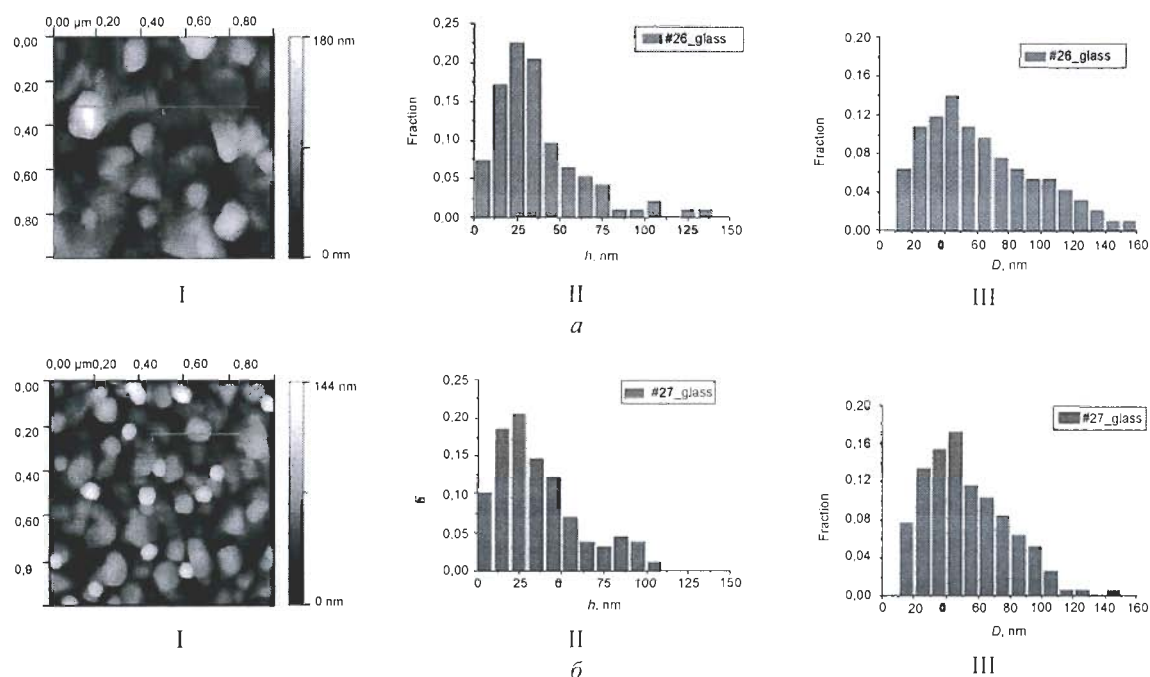 0,00 µm 0,20 0,40 0,60 0,80
0,00
0,20
0,40
0,60
0,80
180 nm
0 nm
I
0,25
0,20
0,15
0,10
0,05
0,00
Fraction
#26_glass
0 25 50 75 100 125 150
h, nm
II
0,20
0,16
0,12
0,08
0,04
0,00
Fraction
#26_glass
0 20 0 60 80 100 120 140 160
D, nm
III
а
0,00 µm 0,20 0,40 0,60 0,80
0,00
0,20
0,40
0,60
144 nm
0 nm
I
0,25
0,20
0,15
0,10
0,05
0,00
#27_glass
0 25 75 100 125 150
h, nm
II
0,20
0,16
0,12
0,08
0,04
0,00
Fraction
#27_glass
0 20 60 80 100 120 140 160
D, nm
III
б